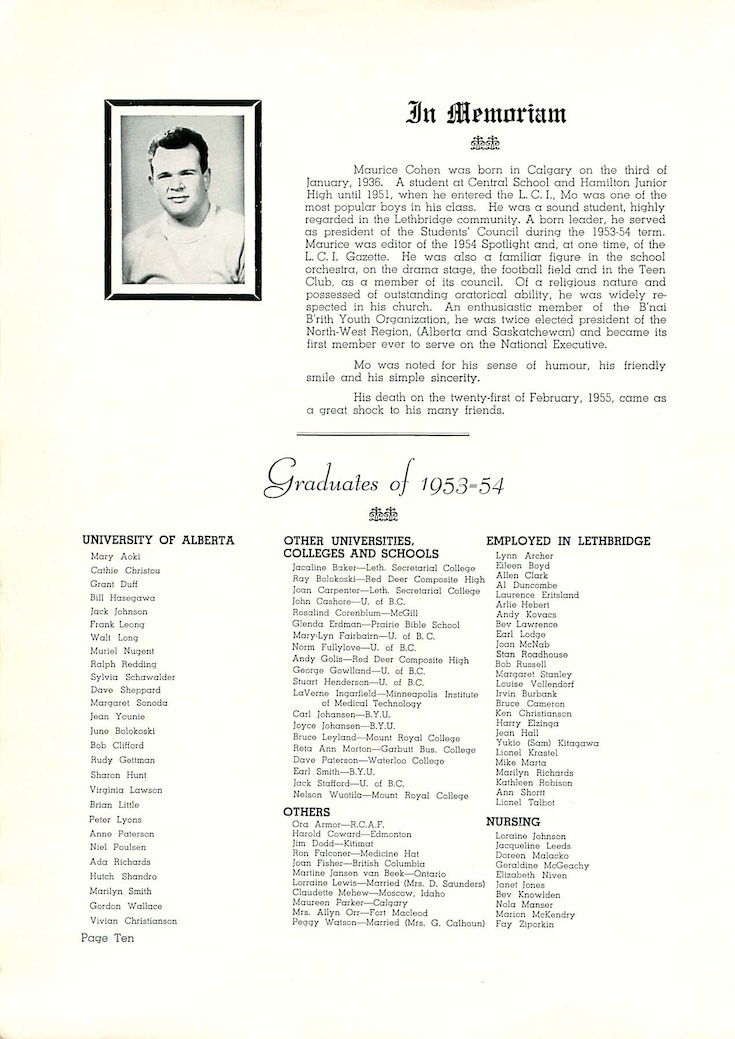 In Memoriam
Maurice Cohen was born in Calgary on the third of
January, 1936. A student at Central School and Hamilton Junior
High until 1951, when he entered the L. C. I., Mo was one of the
most popular boys in his class. He was a sound student, highly
regarded in the Lethbridge community. A born leader, he served
as president of the Students' Council during the 1953-54 term.
Maurice was editor of the 1954 Spotlight and, at one time, of the
L. C. I. Gazette. He was also a familiar figure in the school
orchestra, on the drama stage, the football field and in the Teen
Club, as a member of its council. Of a religious nature and
possessed of outstanding oratorical ability, he was widely re-
spected in his church. An enthusiastic member of the B'nai
B'rith Youth Organization, he was twice elected president of the
North-West Region, (Alberta and Saskatchewan) and became its
first member ever to serve on the National Executive.
Mo was noted for his sense of humour, his friendly
smile and his simple sincerity.
His death on the twenty-first of February, 1955, came as
a great shock to his many friends.
Graduates of 1953-54
UNIVERSITY OF ALBERTA
Mary Aoki
Cathie Christou
Grant Duff
Bill Hasegawa
Jack Johnson
Frank Leong
Walt Long
Muriel Nugent
Ralph Redding
Sylvia Schawalder
Dave Sheppard
Margaret Sonoda
Jean Younie
June Bolokoski
Bob Clifford
Rudy Gettman
Sharon Hunt
Virginia Lawson
Brian Little
Peter Lyons
Anne Paterson
Niel Poulsen
Ada Richards
Hutch Shandro
Marilyn Smith
Gordon Wallace
Vivian Christianson
OTHER UNIVERSITIES,
COLLEGES AND SCHOOLS
Jacaline Baker—Leth. Secretarial College
Ray Bolokoski—Red Deer Composite High
Joan Carpenter—Leth. Secretarial College
John Cashore—U. of B.C.
Rosalind Corenblum—McGill
Glenda Erdman—Prairie Bible School
Mary-Lyn Fairbairn—U. of B. C.
Norm Fullylove—U. of B.C.
Andy Golis—Red Deer Composite High
George Gowlland—U. of B.C.
Stuart Henderson—U. of B.C.
LaVerne Ingarfield—Minneapolis Institute
of Medical Technology
Carl Johansen—B.Y.U.
Joyce Johansen—B.Y.U.
Bruce Leyland—Mount Royal College
Reta Ann Morton—Garbutt Bus. College
Dave Paterson—Waterloo College
Earl Smith—B.Y.U.
Jack Stafford—U. of B.C.
Nelson Wuotila—Mount Royal College
OTHERS
Ora Armor—R.C.A.F.
Harold Coward—Edmonton
Jim Dodd—Kitimat
Ron Falconer—Medicine Hat
Joan Fisher—British Columbia
Martine Jansen van Beek—Ontario
Lorraine Lewis—Married (Mrs. D. Saunders)
Claudette Mehew—Moscow, Idaho
Maureen Parker—Calgary
Mrs. Allyn Orr—Fort Macleod
Peggy Watson—Married (Mrs. G. Calhoun)
EMPLOYED IN LETHBRIDGE
Lynn Archer
Eileen Boyd
Allen Clark
Al Duncombe
Laurence Eritsland
Arlie Hebert
Andy Kovacs
Bev Lawrence
Earl Lodge
Joan McNab
Stan Roadhouse
Bob Russell
Margaret Stanley
Louise Vollendorf
Irvin Burbank
Bruce Cameron
Ken Christianson
Harry Elzinga
Jean Hall
Yukio (Sam) Kitagawa
Lionel Krastel
Mike Marta
Marilyn Richards
Kathleen Robison
Ann Shortt
Lionel Talbot
NURSING
Loraine Johnson
Jacqueline Leeds
Doreen Malacko
Geraldine McGeachy
Elizabeth Niven
Janet Jones
Bev Knowlden
Nola Manser
Marion McKendry
Fay Ziporkin
Page Ten